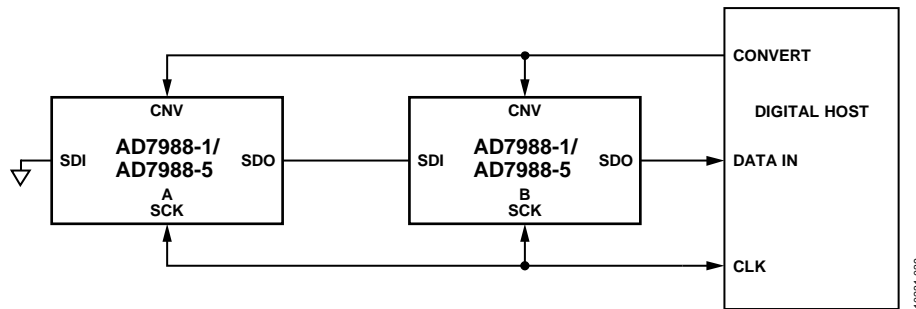 CONVERT
DIGITAL HOST
DATA IN
CLK
CNV
AD7988-1/
AD7988-5
SDI
SDO
A
SCK
CNV
AD7988-1/
AD7988-5
SDI
SDO
B
SCK